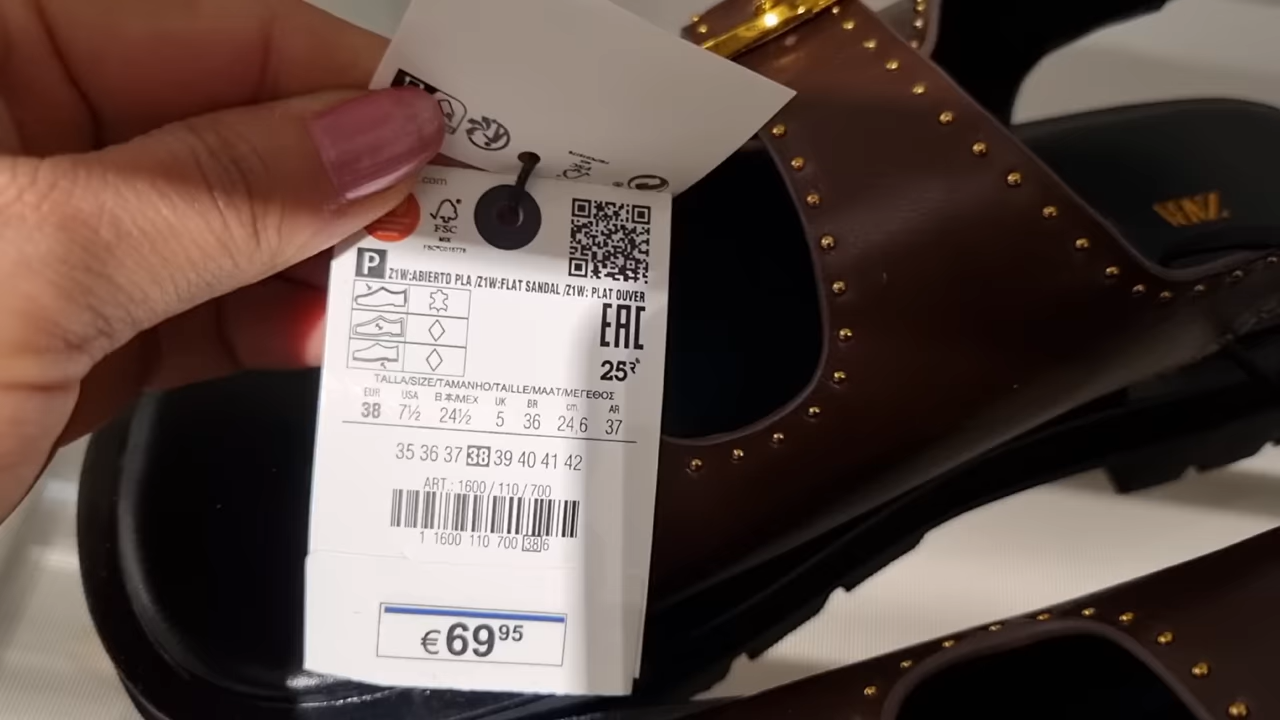 .com
FSC
MIX
P
Z1W:ABIERTO PLA /Z1W:FLAT SANDAL /Z1W: PLAT OUVER
EAC
25
TALLA/SIZE/TAMANHO/TAILLE/MAAT/ΜΕΓΕΘΟΣ
EUR USA 日本/MEX UK BR cm. AR
38 7½ 24½ 5 36 24,6 37
35 36 37 38 39 40 41 42
ART.: 1600 / 110 / 700
1 1600 110 700 38 6
€69 95